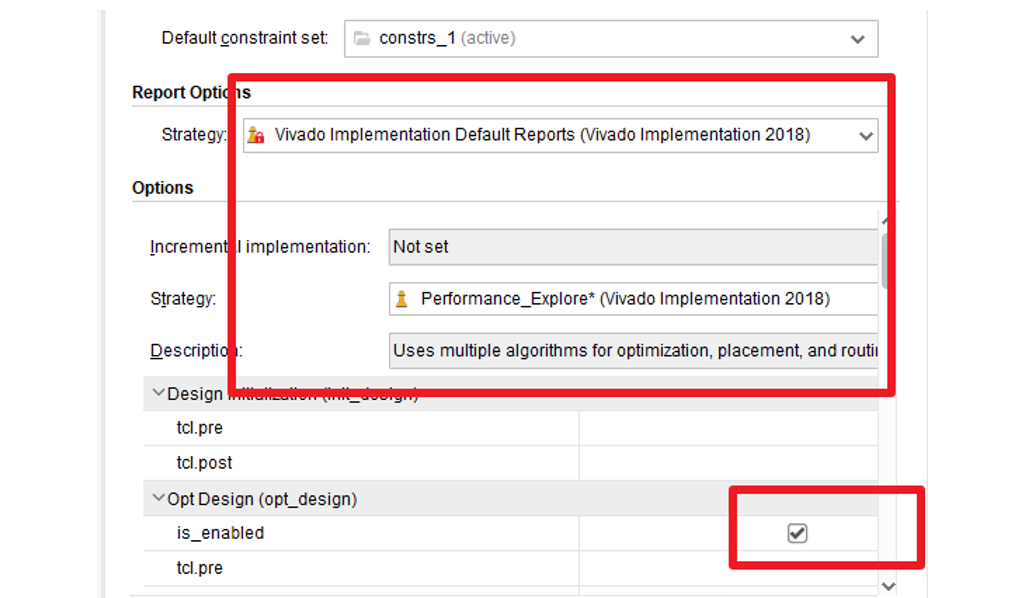 Default constraint set: constrs_1 (active)
Report Options
Strategy: Vivado Implementation Default Reports (Vivado Implementation 2018)
Options
Incremental implementation: Not set
Strategy: Performance_Explore* (Vivado Implementation 2018)
Description: Uses multiple algorithms for optimization, placement, and routin
Design Initialization (init_design)
tcl.pre
tcl.post
Opt Design (opt_design)
is_enabled
tcl.pre